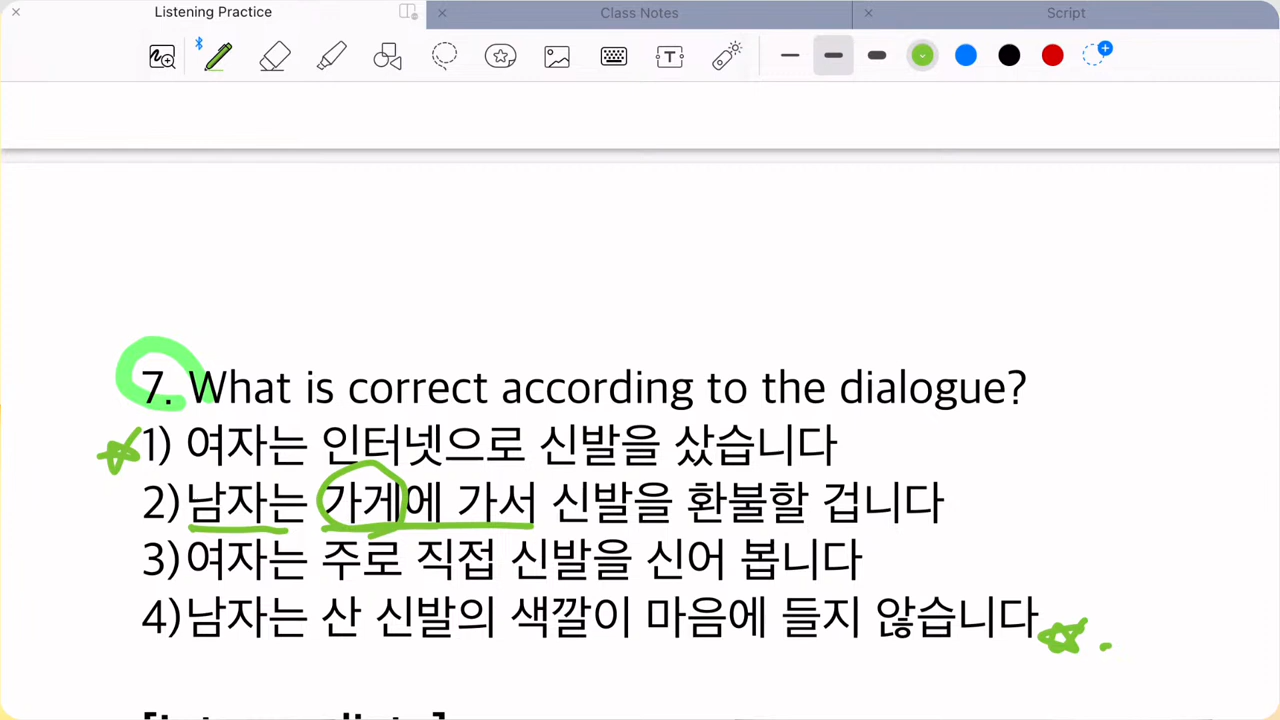 Listening Practice
Class Notes
Script
7. What is correct according to the dialogue?
1) 여자는 인터넷으로 신발을 샀습니다
2)남자는 가게에 가서 신발을 환불할 겁니다
3)여자는 주로 직접 신발을 신어 봅니다
4)남자는 산 신발의 색깔이 마음에 들지 않습니다